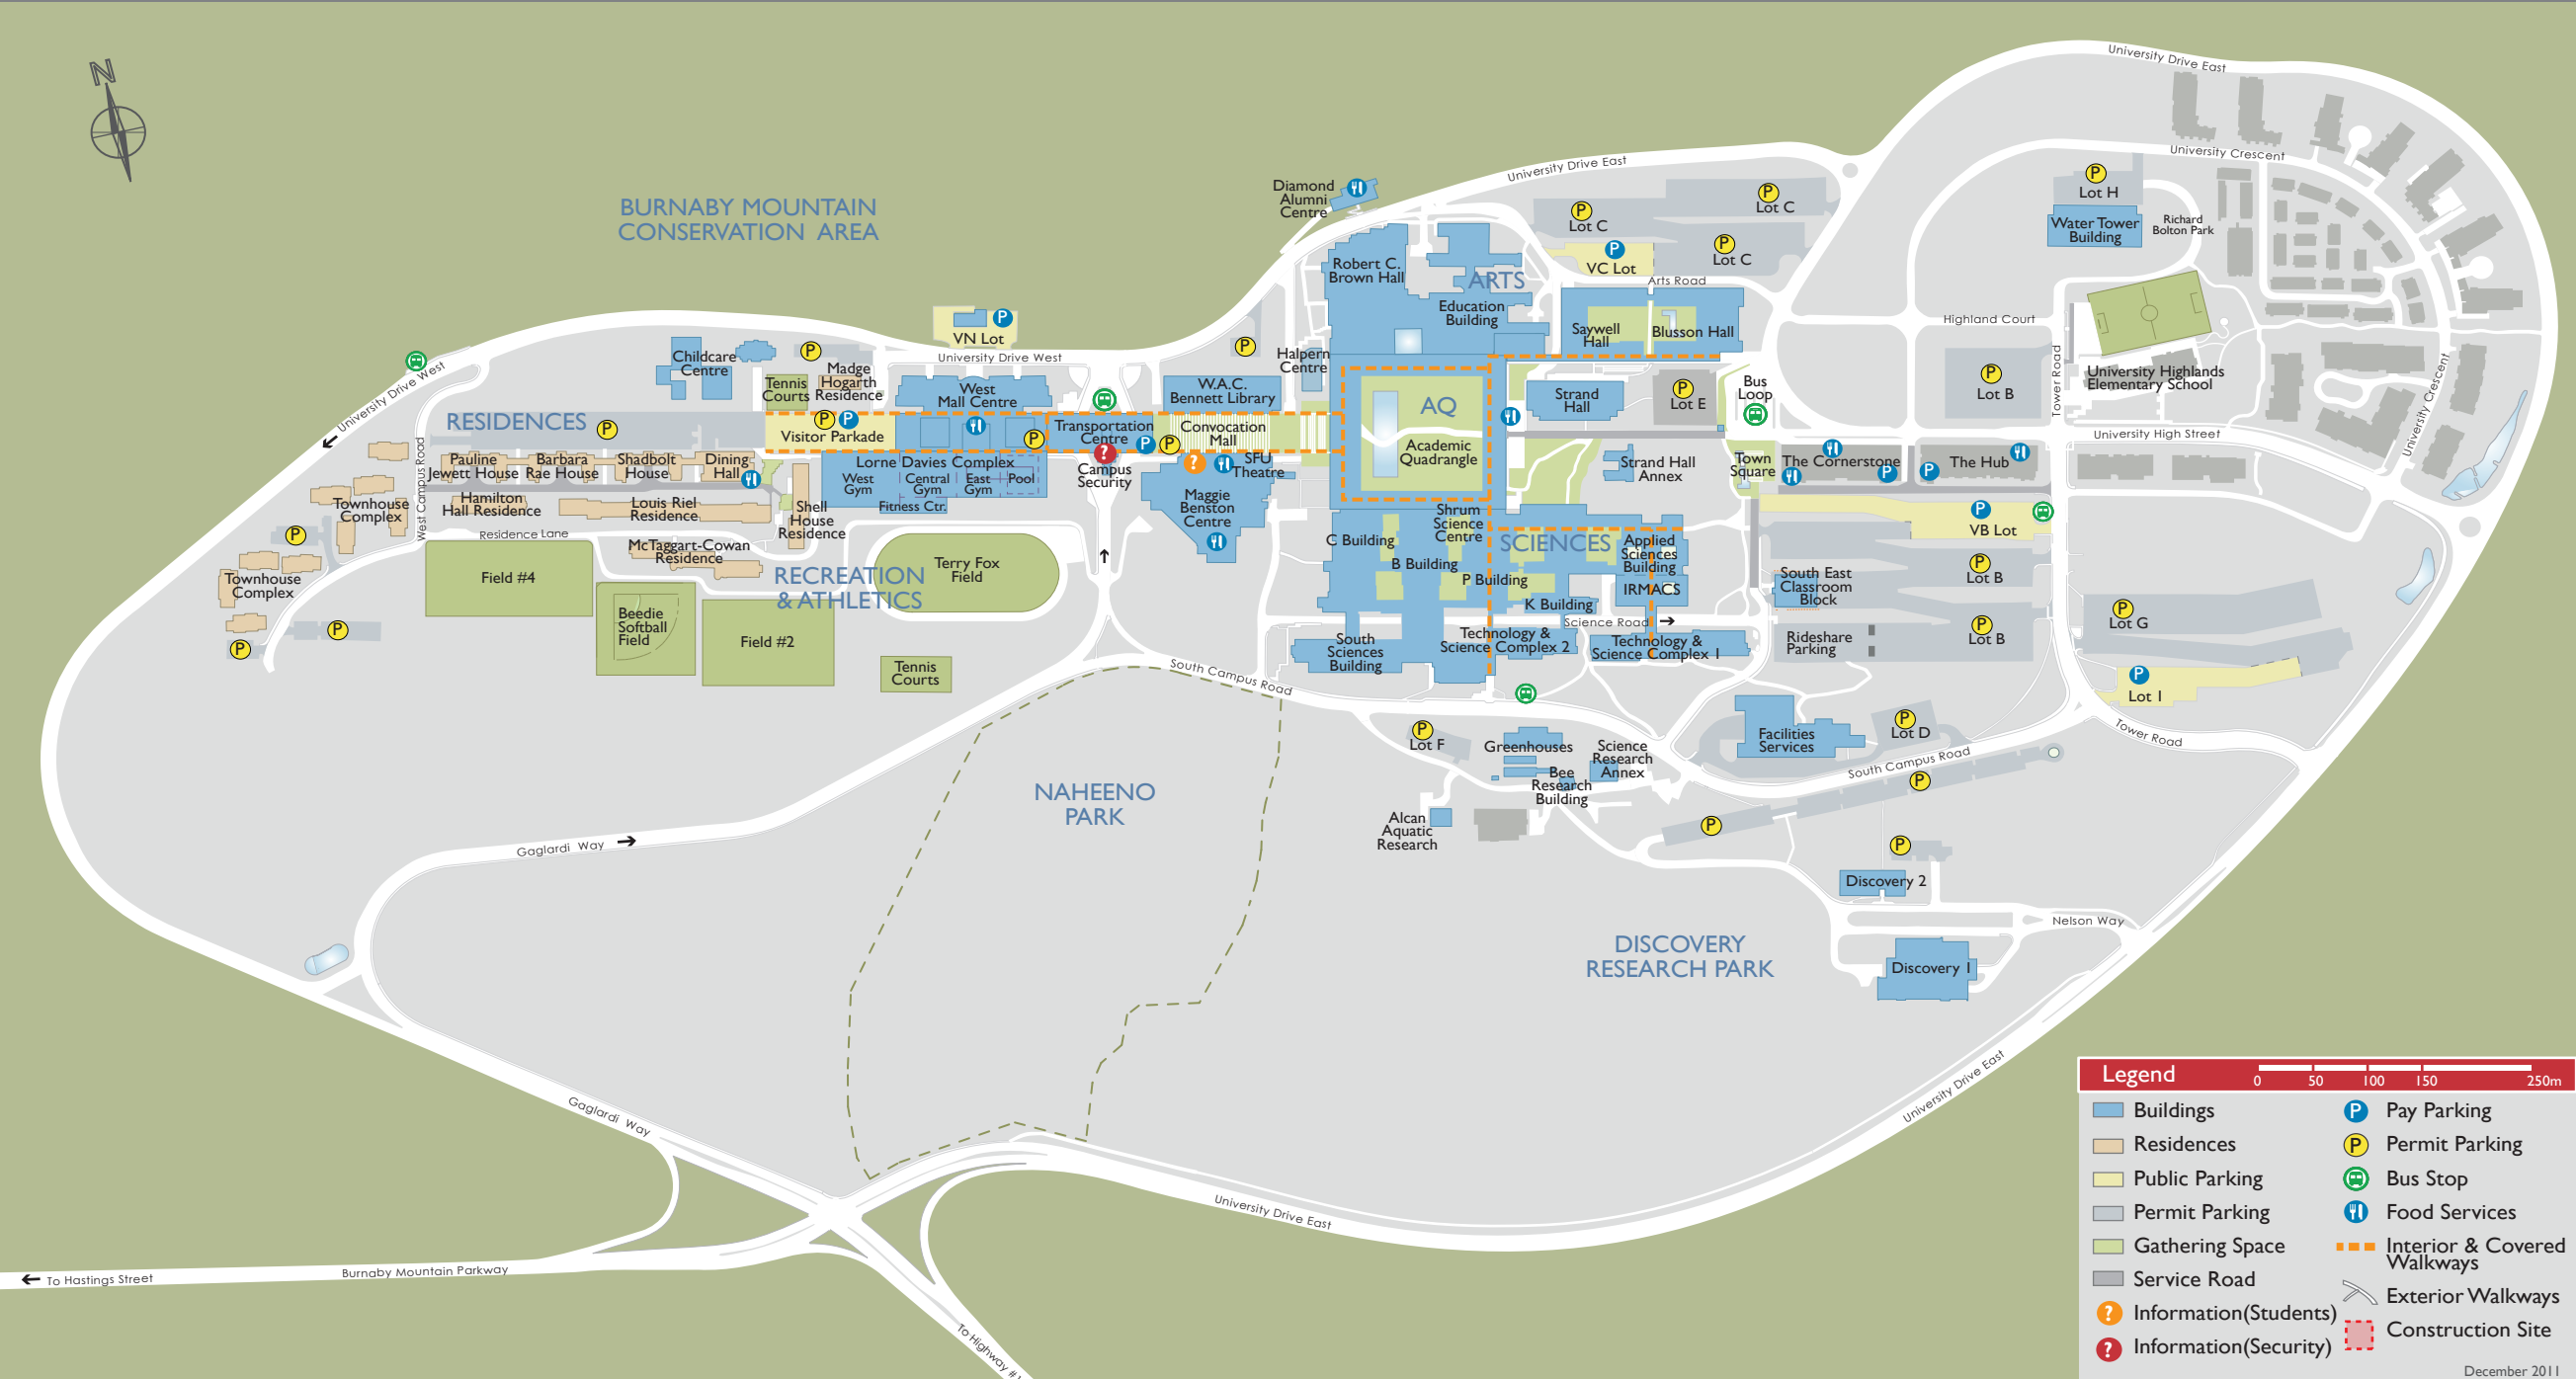 N
University Drive East
University Crescent
P
Lot H
Water Tower
Building
Richard
Bolton Park
Diamond
Alumni
Centre
University Drive East
P
Lot C
P
Lot C
P
Lot C
P
VC Lot
Arts Road
BURNABY MOUNTAIN
CONSERVATION AREA
Robert C.
Brown Hall
ARTS
Education
Building
Saywell
Hall
Blusson Hall
Highland Court
Tower Road
P
Lot B
University Highlands
Elementary School
University Crescent
University High Street
P
VN Lot
University Drive West
University Drive West
Childcare
Centre
P
Madge
Hogarth
Residence
Tennis
Courts
West
Mall Centre
W.A.C.
Bennett Library
P
Halpern
Centre
AQ
Academic
Quadrangle
Strand
Hall
P
Lot E
Bus
Loop
RESIDENCES
P
P
P
Visitor Parkade
P
Transportation
Centre
P
P
Convocation
Mall
?
Campus
Security
?
SFU
Theatre
Strand Hall
Annex
Town
Square
The Cornerstone
P
P
The Hub
Pauline
Jewett House
Barbara
Rae House
Shadbolt
House
Dining
Hall
Lorne Davies Complex
West
Gym
Central
Gym
East
Gym
Pool
Fitness Ctr.
Maggie
Benston
Centre
West Campus Road
Townhouse
Complex
Hamilton
Hall Residence
Louis Riel
Residence
Shell
House
Residence
Residence Lane
McTaggart-Cowan
Residence
P
Townhouse
Complex
P
P
Field #4
Beedie
Softball
Field
Field #2
RECREATION
& ATHLETICS
Terry Fox
Field
Tennis
Courts
Shrum
Science
Centre
C Building
B Building
P Building
K Building
SCIENCES
Applied
Sciences
Building
IRMACS
Science Road
South
Sciences
Building
Technology &
Science Complex 2
Technology &
Science Complex 1
P
VB Lot
P
Lot B
South East
Classroom
Block
Rideshare
Parking
P
Lot B
P
Lot G
P
Lot 1
South Campus Road
P
Lot F
Greenhouses
Science
Research
Annex
Bee
Research
Building
Alcan
Aquatic
Research
Facilities
Services
P
Lot D
South Campus Road
Tower Road
P
P
P
Discovery 2
Nelson Way
Discovery 1
NAHEENO
PARK
DISCOVERY
RESEARCH PARK
Gaglardi Way
Gaglardi Way
University Drive East
University Drive East
To Hastings Street
Burnaby Mountain Parkway
To Highway #1
Legend
0 50 100 150 250m
Buildings
Residences
Public Parking
Permit Parking
Gathering Space
Service Road
? Information(Students)
? Information(Security)
P Pay Parking
P Permit Parking
Bus Stop
Food Services
Interior & Covered
Walkways
Exterior Walkways
Construction Site
December 2011